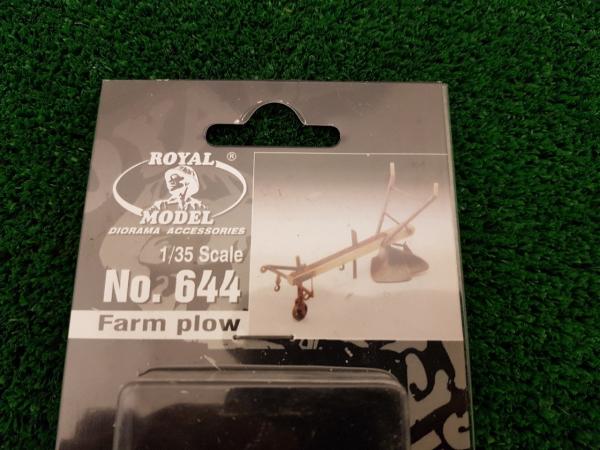 ROYAL ®
MODEL
DIORAMA ACCESSORIES
1/35 Scale
No. 644
Farm plow